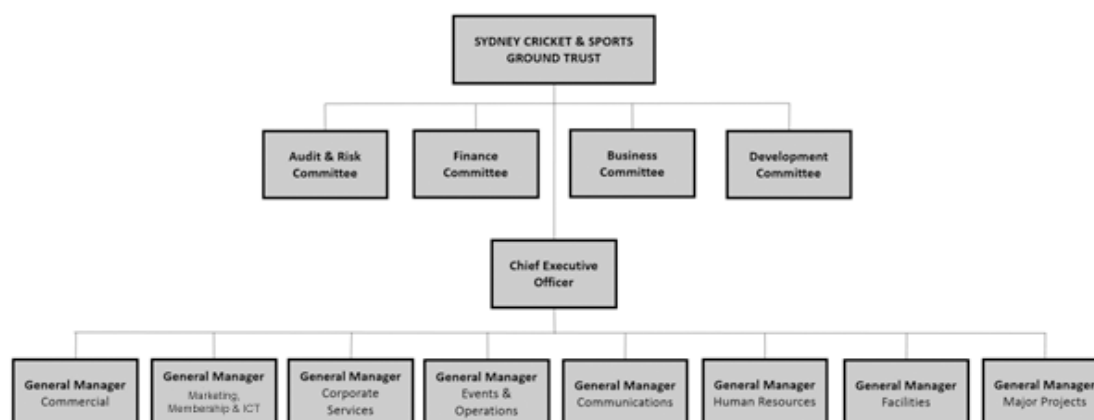 SYDNEY CRICKET & SPORTS
GROUND TRUST
Audit & Risk
Committee
Finance
Committee
Business
Committee
Development
Committee
Chief Executive
Officer
General Manager
Commercial
General Manager
Marketing,
Membership & ICT
General Manager
Corporate
Services
General Manager
Events &
Operations
General Manager
Communications
General Manager
Human Resources
General Manager
Facilities
General Manager
Major Projects